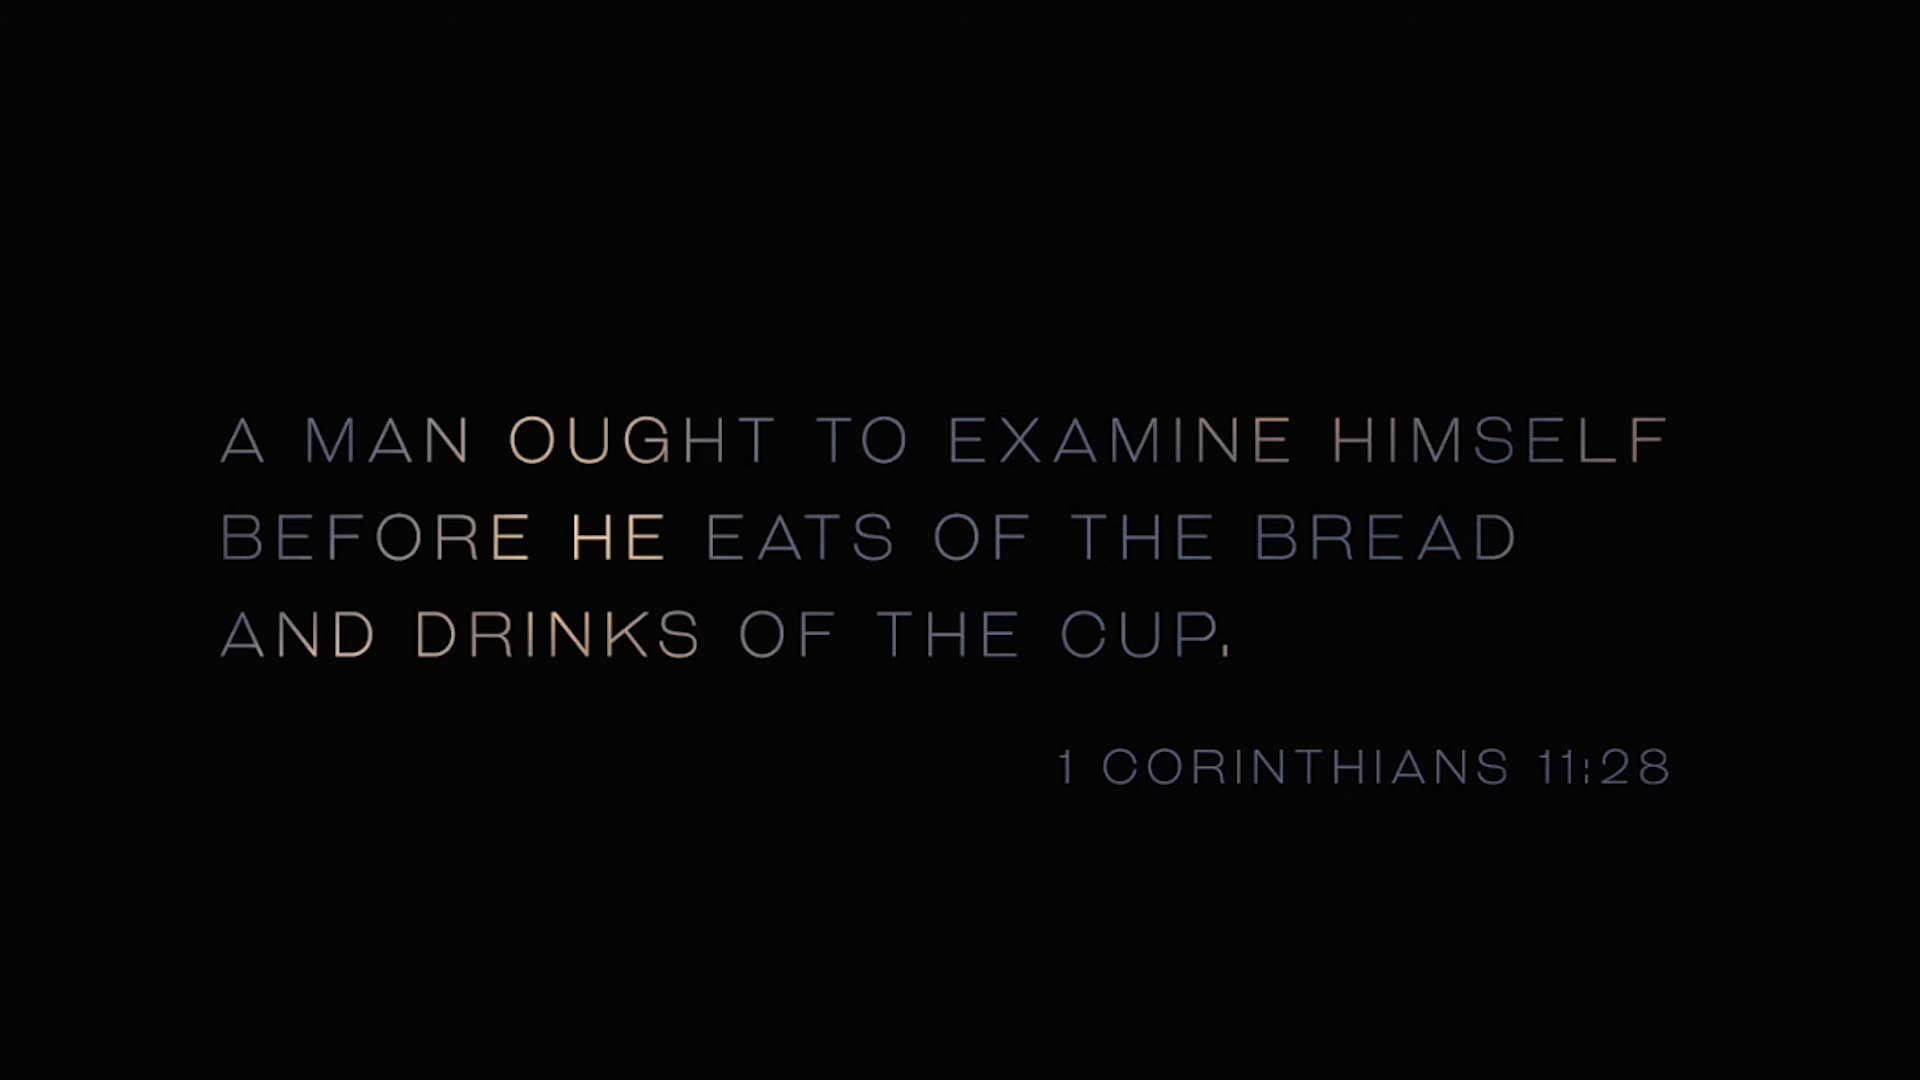 A MAN OUGHT TO EXAMINE HIMSELF
BEFORE HE EATS OF THE BREAD
AND DRINKS OF THE CUP.
1 CORINTHIANS 11:28